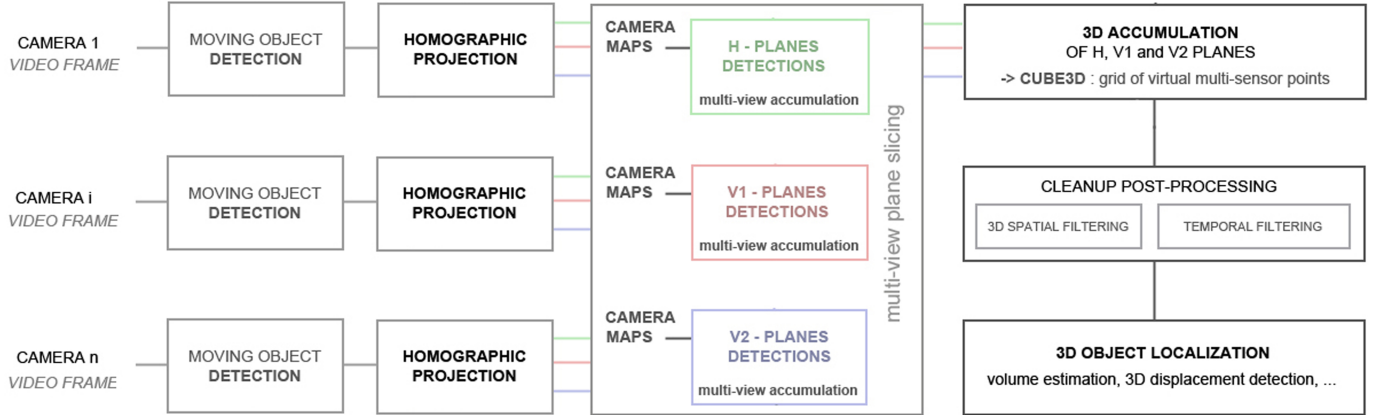 CAMERA 1
VIDEO FRAME
MOVING OBJECT
DETECTION
HOMOGRAPHIC
PROJECTION
CAMERA i
VIDEO FRAME
MOVING OBJECT
DETECTION
HOMOGRAPHIC
PROJECTION
CAMERA n
VIDEO FRAME
MOVING OBJECT
DETECTION
HOMOGRAPHIC
PROJECTION
CAMERA
MAPS
H - PLANES
DETECTIONS
multi-view accumulation
CAMERA
MAPS
V1 - PLANES
DETECTIONS
multi-view accumulation
CAMERA
MAPS
V2 - PLANES
DETECTIONS
multi-view accumulation
multi-view plane slicing
3D ACCUMULATION
OF H, V1 and V2 PLANES
-> CUBE3D : grid of virtual multi-sensor points
CLEANUP POST-PROCESSING
3D SPATIAL FILTERING
TEMPORAL FILTERING
3D OBJECT LOCALIZATION
volume estimation, 3D displacement detection, ...